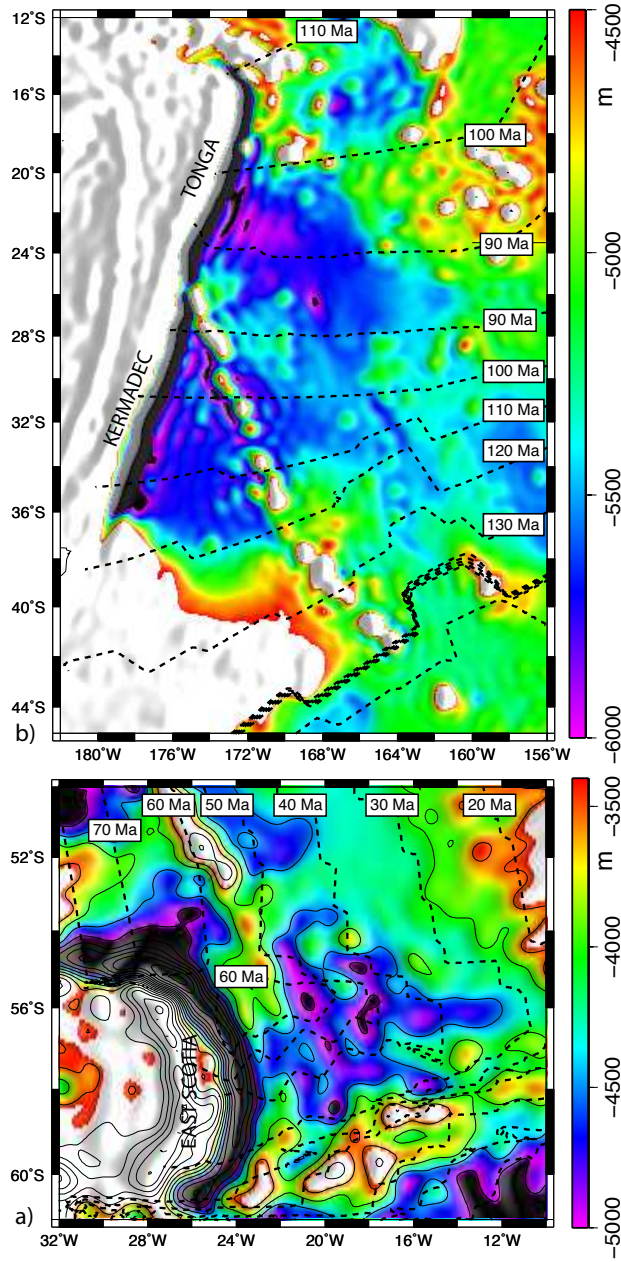 12°S
16°S
20°S
24°S
28°S
32°S
36°S
40°S
44°S
110 Ma
100 Ma
90 Ma
90 Ma
100 Ma
110 Ma
120 Ma
130 Ma
TONGA
KERMADEC
b)
180°W 176°W 172°W 168°W 164°W 160°W 156°W
−4500
m
−5000
−5500
−6000
60 Ma 50 Ma 40 Ma 30 Ma 20 Ma
70 Ma
60 Ma
EAST SCOTIA
52°S
56°S
60°S
a)
32°W 28°W 24°W 20°W 16°W 12°W
−3500
m
−4000
−4500
−5000